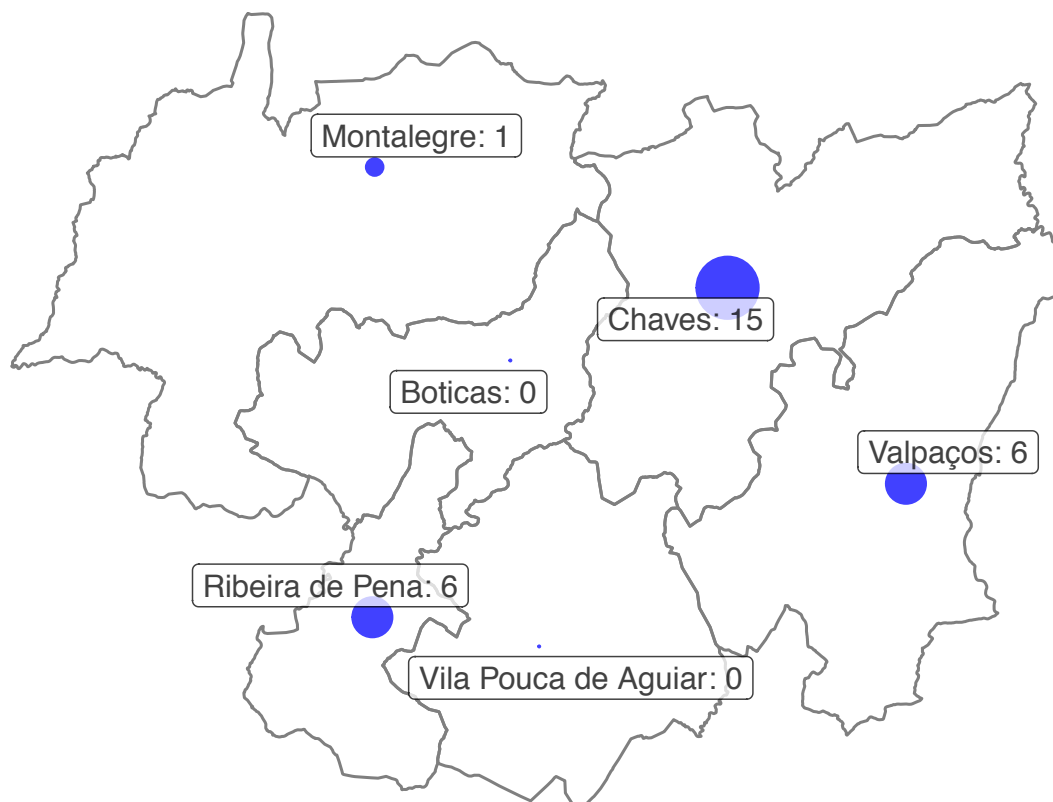 Montalegre: 1
Chaves: 15
Boticas: 0
Valpaços: 6
Ribeira de Pena: 6
Vila Pouca de Aguiar: 0